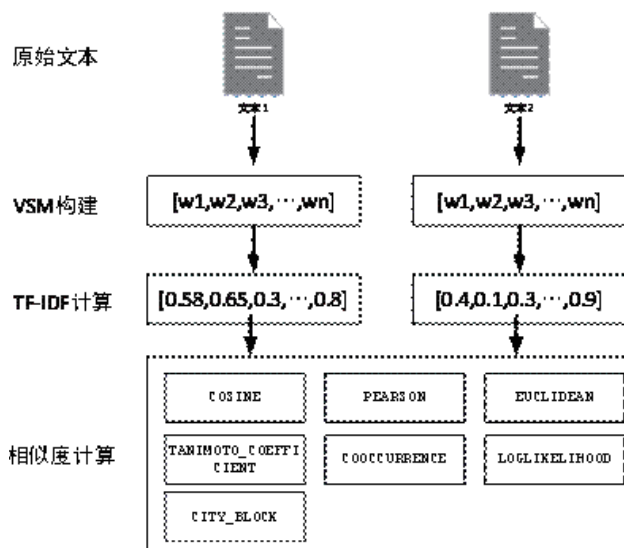 原始文本
文本1
文本2
VSM构建
[w1,w2,w3,⋯,wn]
[w1,w2,w3,⋯,wn]
TF-IDF计算
[0.58,0.65,0.3,⋯,0.8]
[0.4,0.1,0.3,⋯,0.9]
相似度计算
COSINE
PEARSON
EUCLIDEAN
TANIMOTO_COEFFI
CIENT
COOCCURRENCE
LOGLIKELIHOOD
CITY_BLOCK